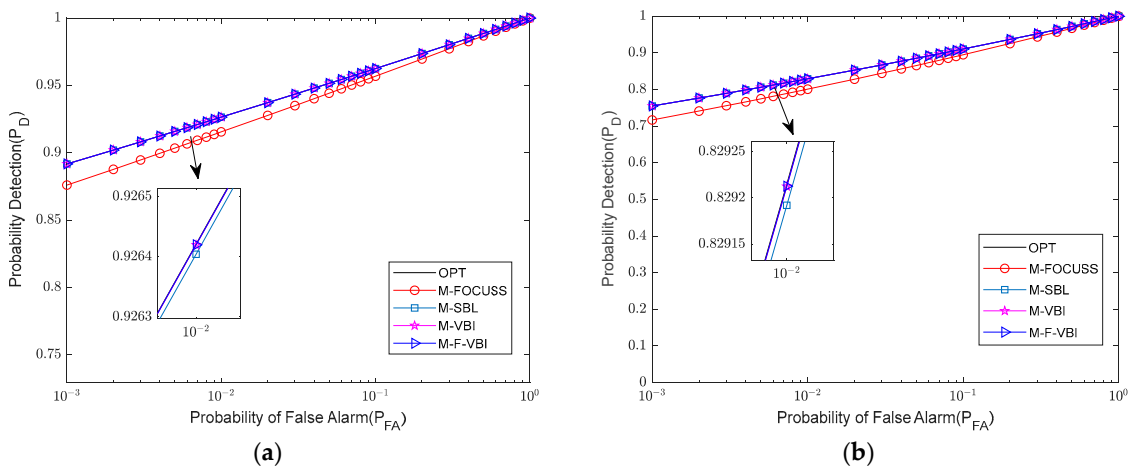 1
0.95
0.9
0.85
0.8
0.75
Probability Detection(P_D)
0.9265
0.9264
0.9263
10⁻²
OPT
M-FOCUSS
M-SBL
M-VBI
M-F-VBI
10⁻³
10⁻²
10⁻¹
10⁰
Probability of False Alarm(P_FA)
(a)
1
0.9
0.8
0.7
0.6
0.5
0.4
0.3
0.2
0.1
0
Probability Detection(P_D)
0.82925
0.8292
0.82915
10⁻²
OPT
M-FOCUSS
M-SBL
M-VBI
M-F-VBI
10⁻³
10⁻²
10⁻¹
10⁰
Probability of False Alarm(P_FA)
(b)